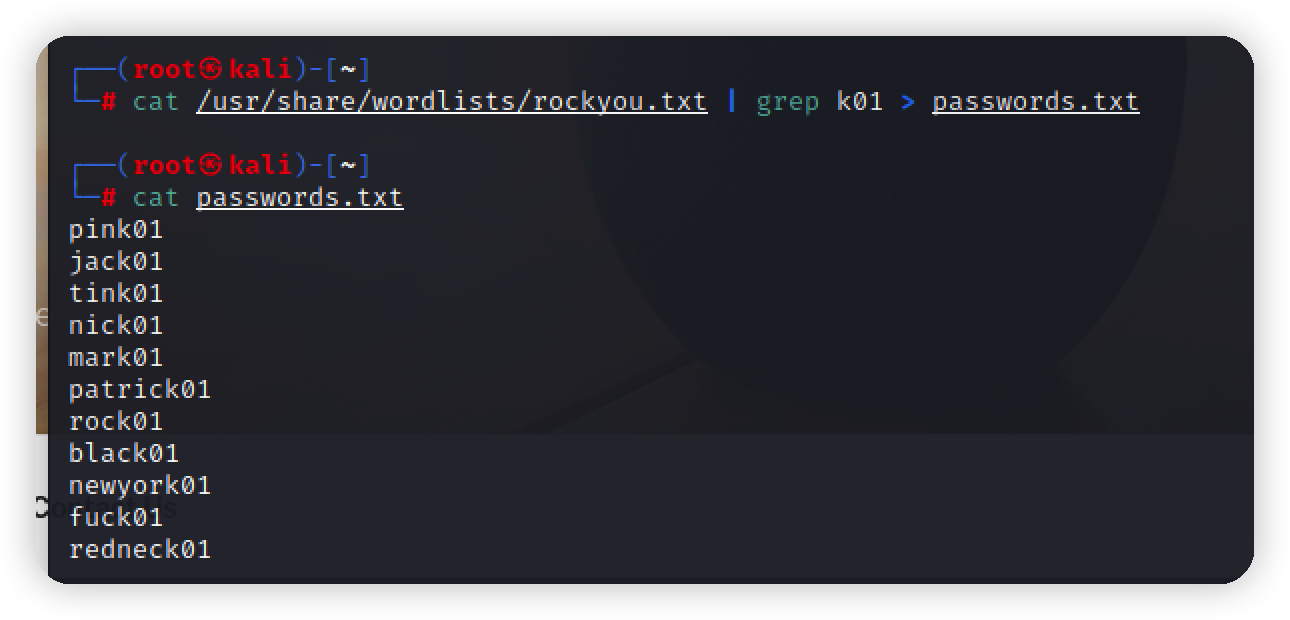 ┌──(root㉿kali)-[~]
└─# cat /usr/share/wordlists/rockyou.txt | grep k01 > passwords.txt
┌──(root㉿kali)-[~]
└─# cat passwords.txt
pink01
jack01
tink01
nick01
mark01
patrick01
rock01
black01
newyork01
fuck01
redneck01